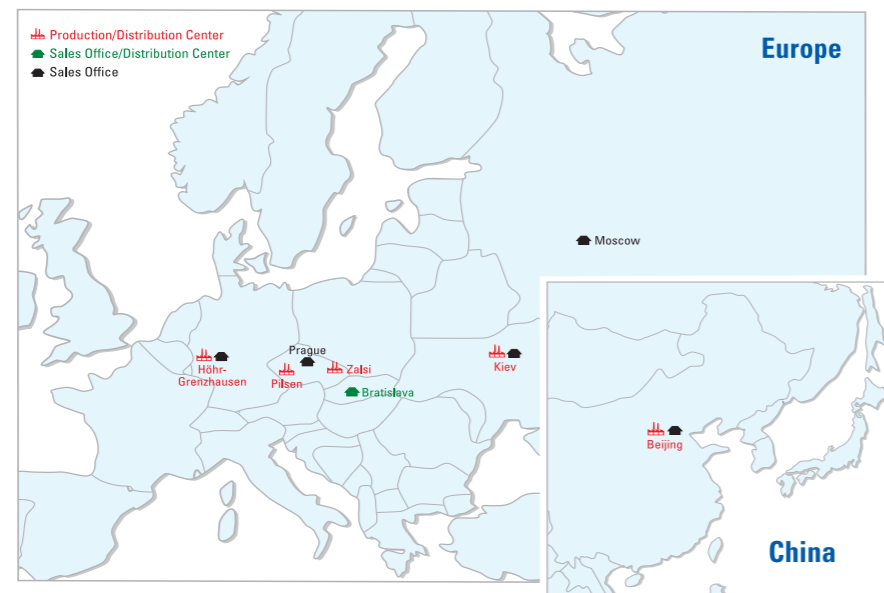 Production/Distribution Center
Sales Office/Distribution Center
Sales Office
Europe
Moscow
Prague
Höhr-
Grenzhausen
Pilsen
Zalsi
Bratislava
Kiev
Beijing
China